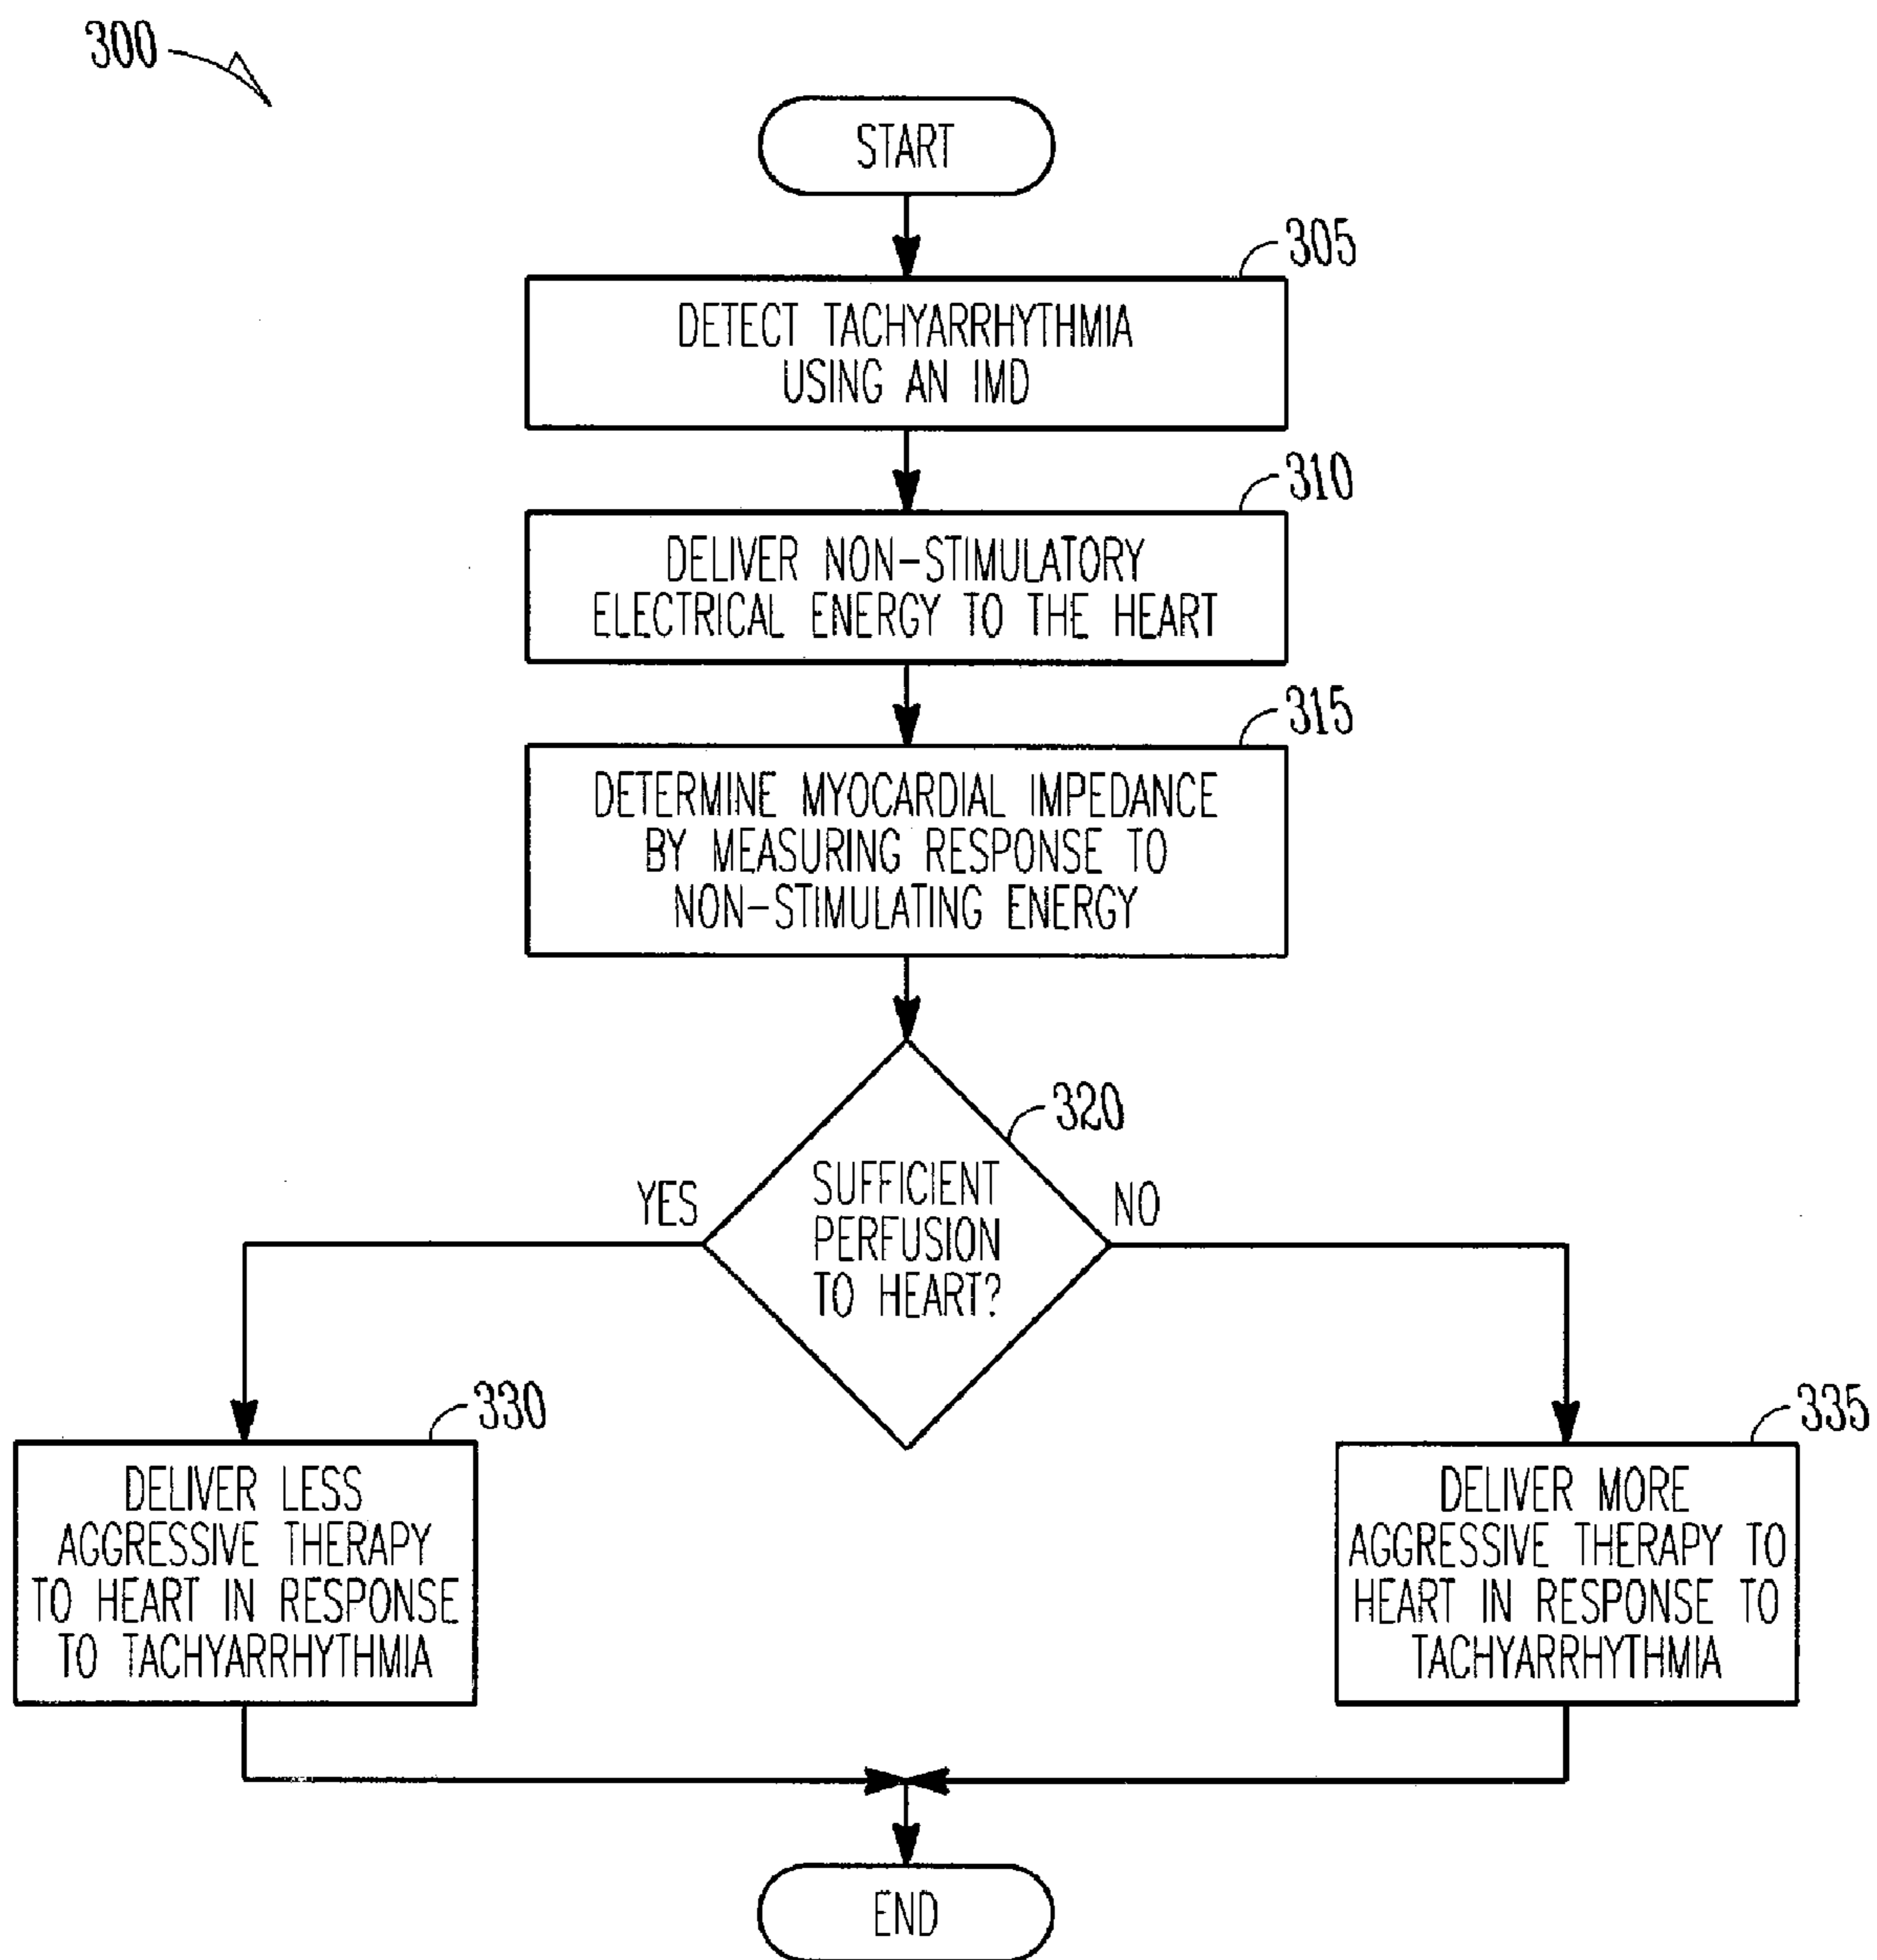 300
START
305
DETECT TACHYARRHYTHMIA
USING AN IMD
310
DELIVER NON-STIMULATORY
ELECTRICAL ENERGY TO THE HEART
315
DETERMINE MYOCARDIAL IMPEDANCE
BY MEASURING RESPONSE TO
NON-STIMULATING ENERGY
320
SUFFICIENT
PERFUSION
TO HEART?
YES
NO
330
DELIVER LESS
AGGRESSIVE THERAPY
TO HEART IN RESPONSE
TO TACHYARRHYTHMIA
335
DELIVER MORE
AGGRESSIVE THERAPY TO
HEART IN RESPONSE TO
TACHYARRHYTHMIA
END